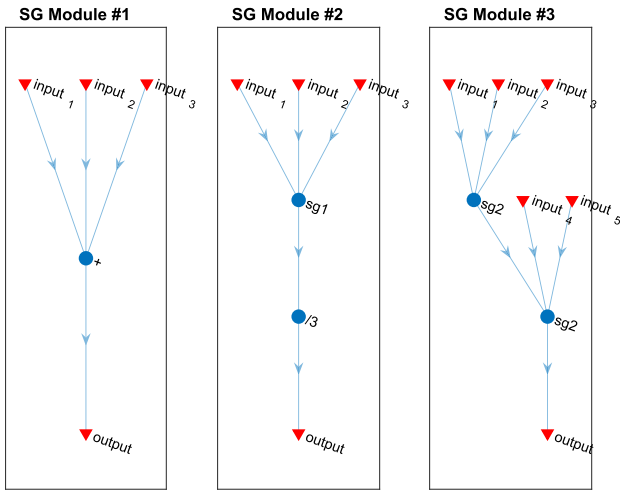 SG Module #1
SG Module #2
SG Module #3
input 1
input 2
input 3
+
output
input 1
input 2
input 3
sg1
/3
output
input 1
input 2
input 3
sg2
input 4
input 5
sg2
output